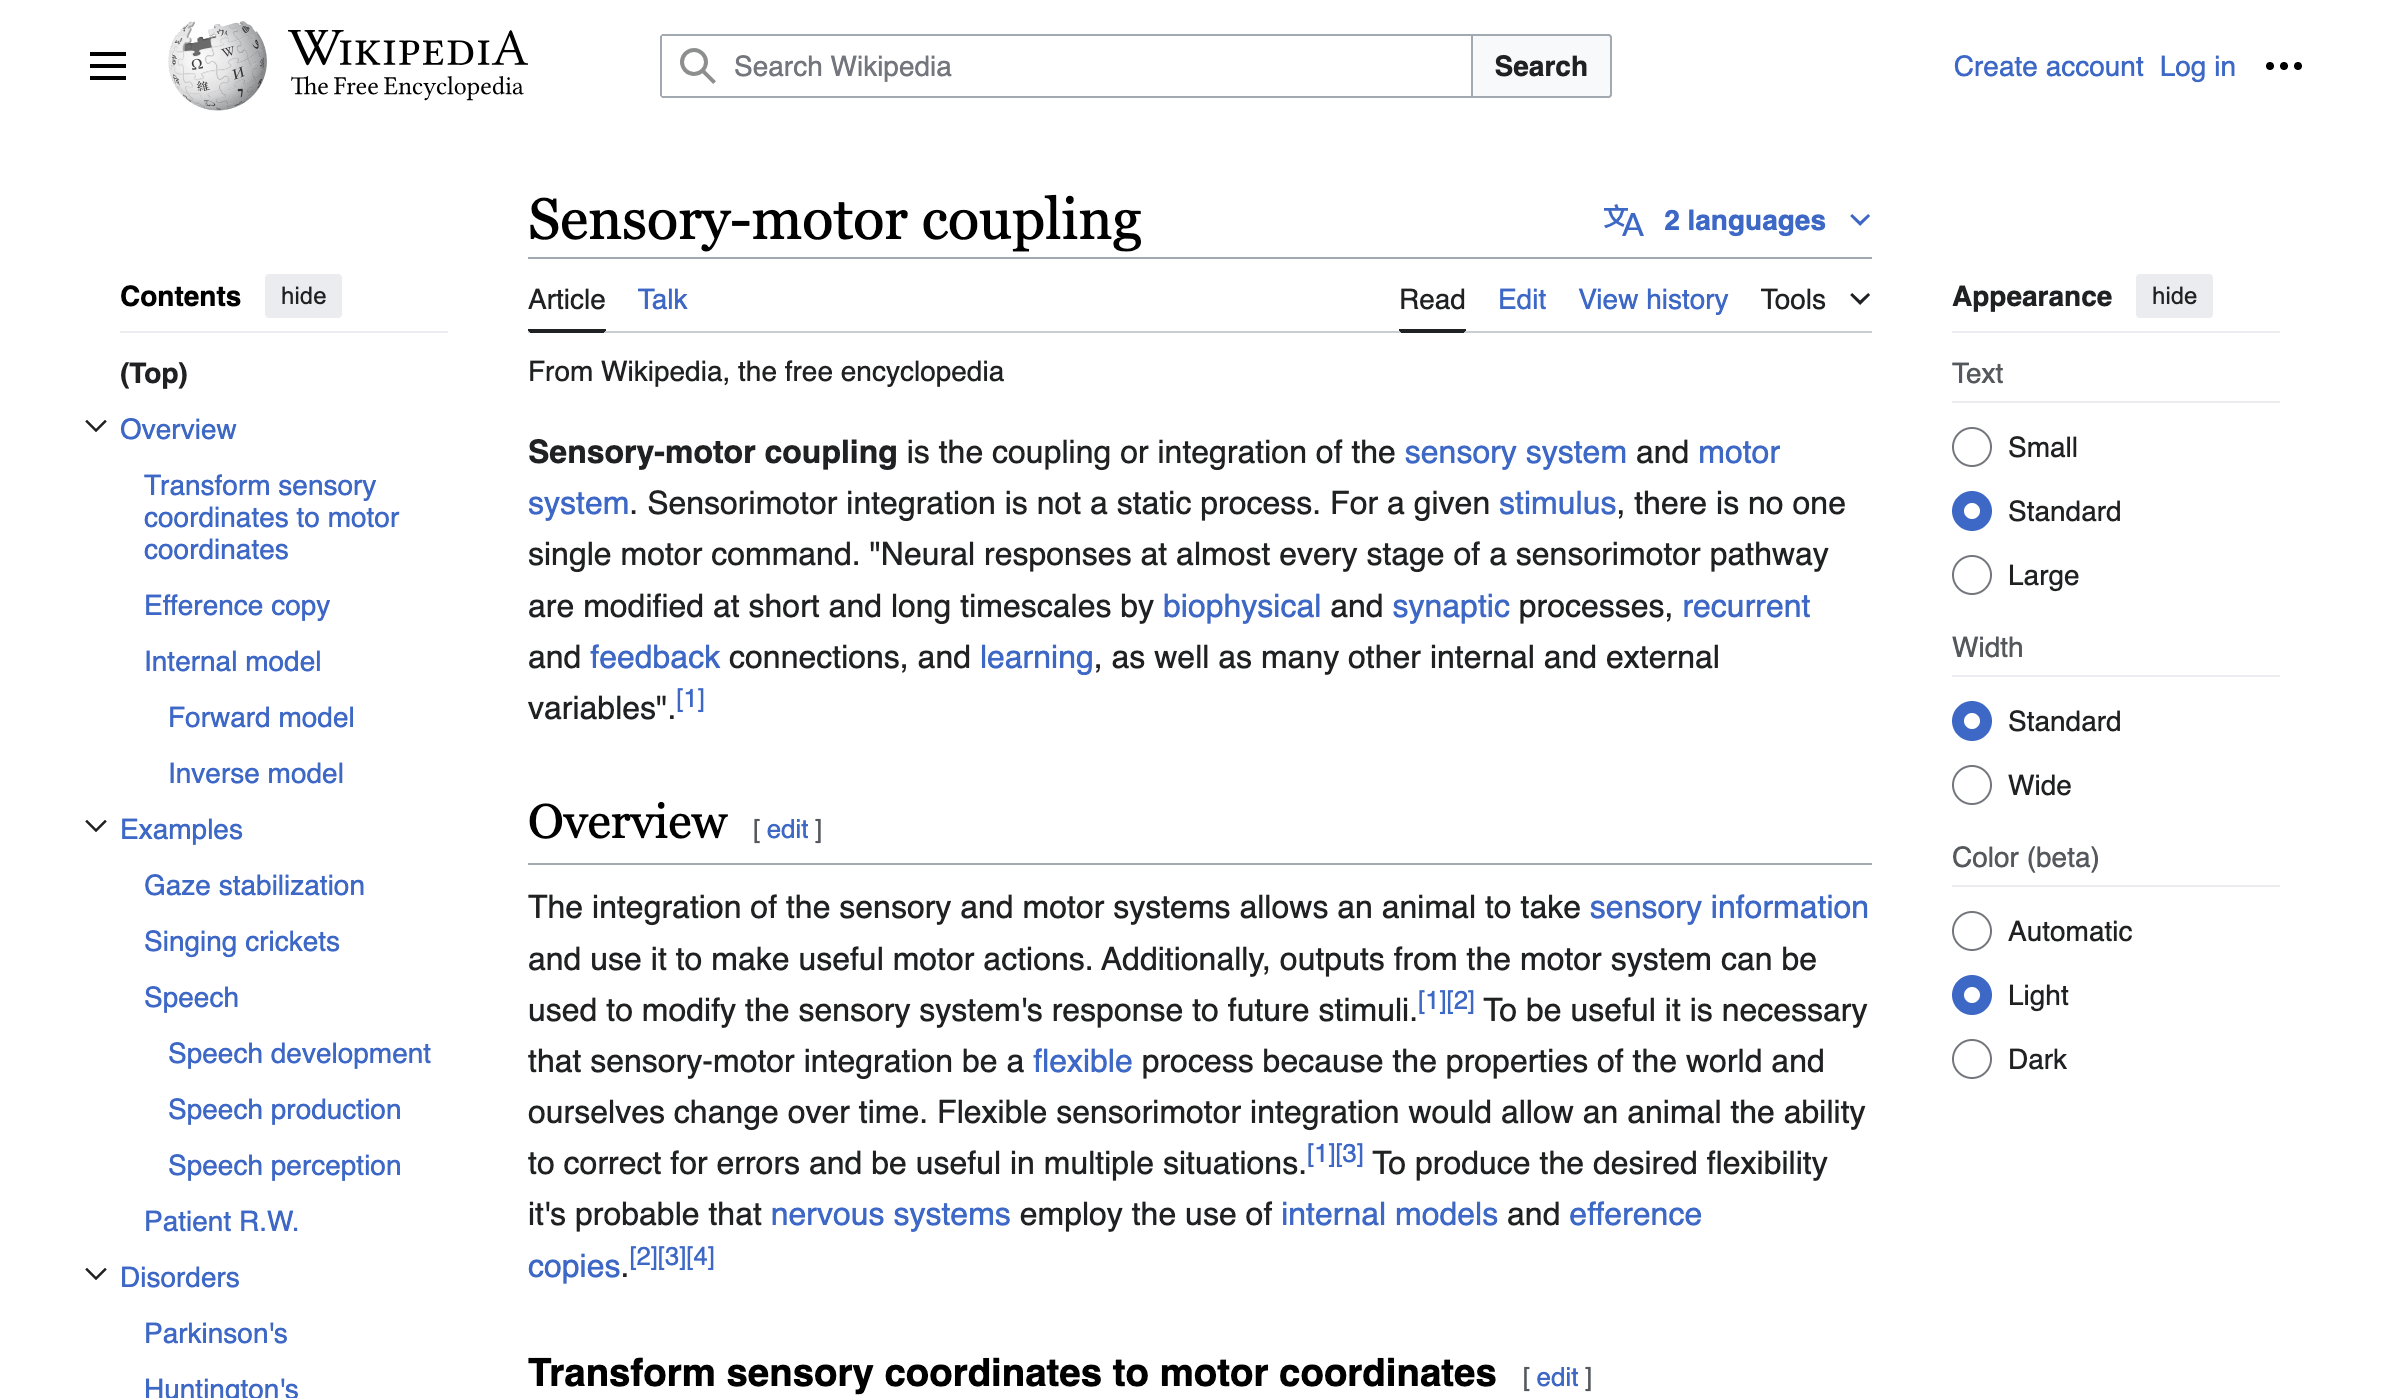 WIKIPEDIA
The Free Encyclopedia
Search Wikipedia
Search
Create account Log in
Sensory-motor coupling
2 languages
Contents hide
(Top)
Overview
Transform sensory
coordinates to motor
coordinates
Efference copy
Internal model
Forward model
Inverse model
Examples
Gaze stabilization
Singing crickets
Speech
Speech development
Speech production
Speech perception
Patient R.W.
Disorders
Parkinson's
Huntington's
Article Talk
Read Edit View history Tools
From Wikipedia, the free encyclopedia
Sensory-motor coupling is the coupling or integration of the sensory system and motor
system. Sensorimotor integration is not a static process. For a given stimulus, there is no one
single motor command. "Neural responses at almost every stage of a sensorimotor pathway
are modified at short and long timescales by biophysical and synaptic processes, recurrent
and feedback connections, and learning, as well as many other internal and external
variables".[1]
Overview [ edit ]
The integration of the sensory and motor systems allows an animal to take sensory information
and use it to make useful motor actions. Additionally, outputs from the motor system can be
used to modify the sensory system's response to future stimuli.[1][2] To be useful it is necessary
that sensory-motor integration be a flexible process because the properties of the world and
ourselves change over time. Flexible sensorimotor integration would allow an animal the ability
to correct for errors and be useful in multiple situations.[1][3] To produce the desired flexibility
it's probable that nervous systems employ the use of internal models and efference
copies.[2][3][4]
Transform sensory coordinates to motor coordinates [ edit ]
Appearance hide
Text
Small
Standard
Large
Width
Standard
Wide
Color (beta)
Automatic
Light
Dark